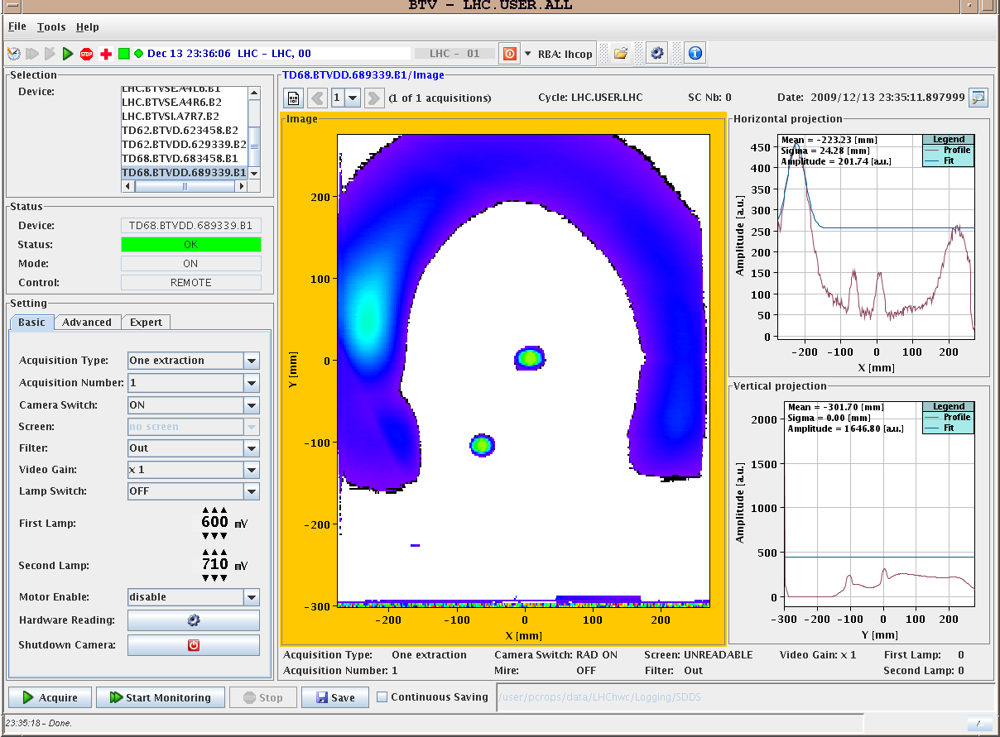 BTV - LHC.USER.ALL
File Tools Help
STOP Dec 13 23:36:06 LHC - LHC, 00 LHC - 01 RBA: lhcop
Selection
Device:
LHC.BTVSE.A4L6.B1
LHC.BTVSE.A4R6.B2
LHC.BTVSI.A7R7.B2
TD62.BTVD.623458.B2
TD62.BTVDD.629339.B2
TD68.BTVD.683458.B1
TD68.BTVDD.689339.B1
Status
Device: TD68.BTVDD.689339.B1
Status: OK
Mode: ON
Control: REMOTE
Setting
Basic Advanced Expert
Acquisition Type: One extraction
Acquisition Number: 1
Camera Switch: ON
Screen: no screen
Filter: Out
Video Gain: x 1
Lamp Switch: OFF
First Lamp: 600 mV
Second Lamp: 710 mV
Motor Enable: disable
Hardware Reading:
Shutdown Camera:
TD68.BTVDD.689339.B1/Image
1 (1 of 1 acquisitions) Cycle: LHC.USER.LHC SC Nb: 0 Date: 2009/12/13 23:35:11.897999
Image
200
100
0
-100
-200
-300
Y [mm]
-200 -100 0 100 200
X [mm]
Horizontal projection
Mean = -223.23 [mm]
Sigma = 24.28 [mm]
Amplitude = 201.74 [a.u.]
Legend
Profile
Fit
450
400
350
300
250
200
150
100
50
0
Amplitude [a.u.]
-200 -100 0 100 200
X [mm]
Vertical projection
Mean = -301.70 [mm]
Sigma = 0.00 [mm]
Amplitude = 1646.80 [a.u.]
Legend
Profile
Fit
2000
1500
1000
500
0
Amplitude [a.u.]
-300 -200 -100 0 100 200
Y [mm]
Acquisition Type: One extraction Camera Switch: RAD ON Screen: UNREADABLE Video Gain: x 1 First Lamp: 0
Acquisition Number: 1 Mire: OFF Filter: Out Second Lamp: 0
Acquire Start Monitoring STOP Stop Save Continuous Saving /user/pcrops/data/LHChwc/Logging/SDDS
23:35:18 - Done.